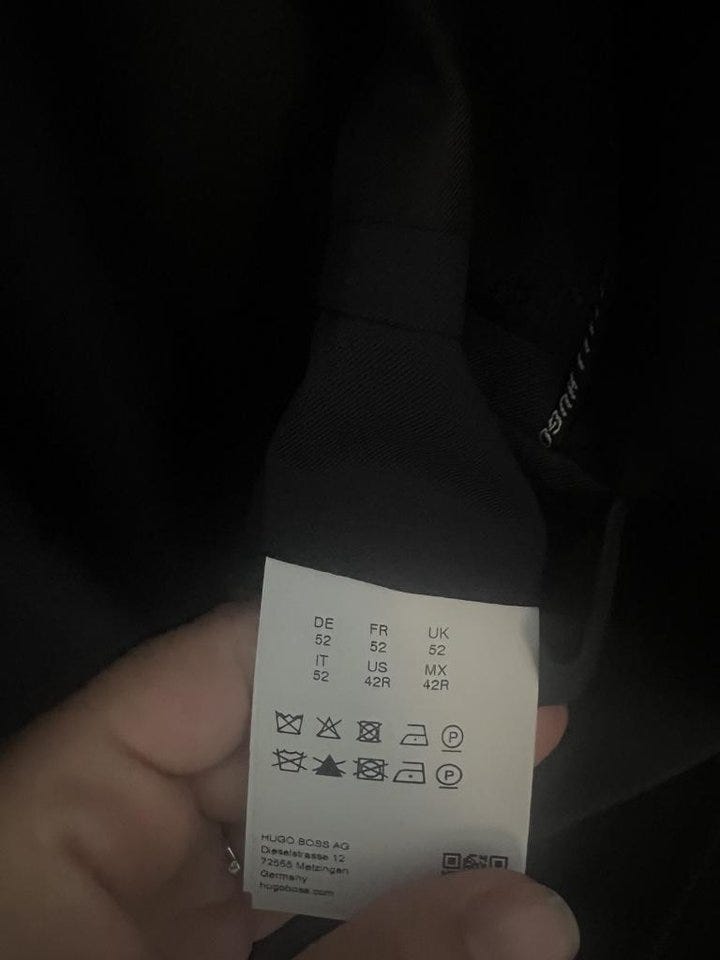 HUGO
DE FR UK
52 52 52
IT US MX
52 42R 42R
P
P
HUGO BOSS AG
Dieselstrasse 12
72555 Metzingen
Germany
hugoboss.com